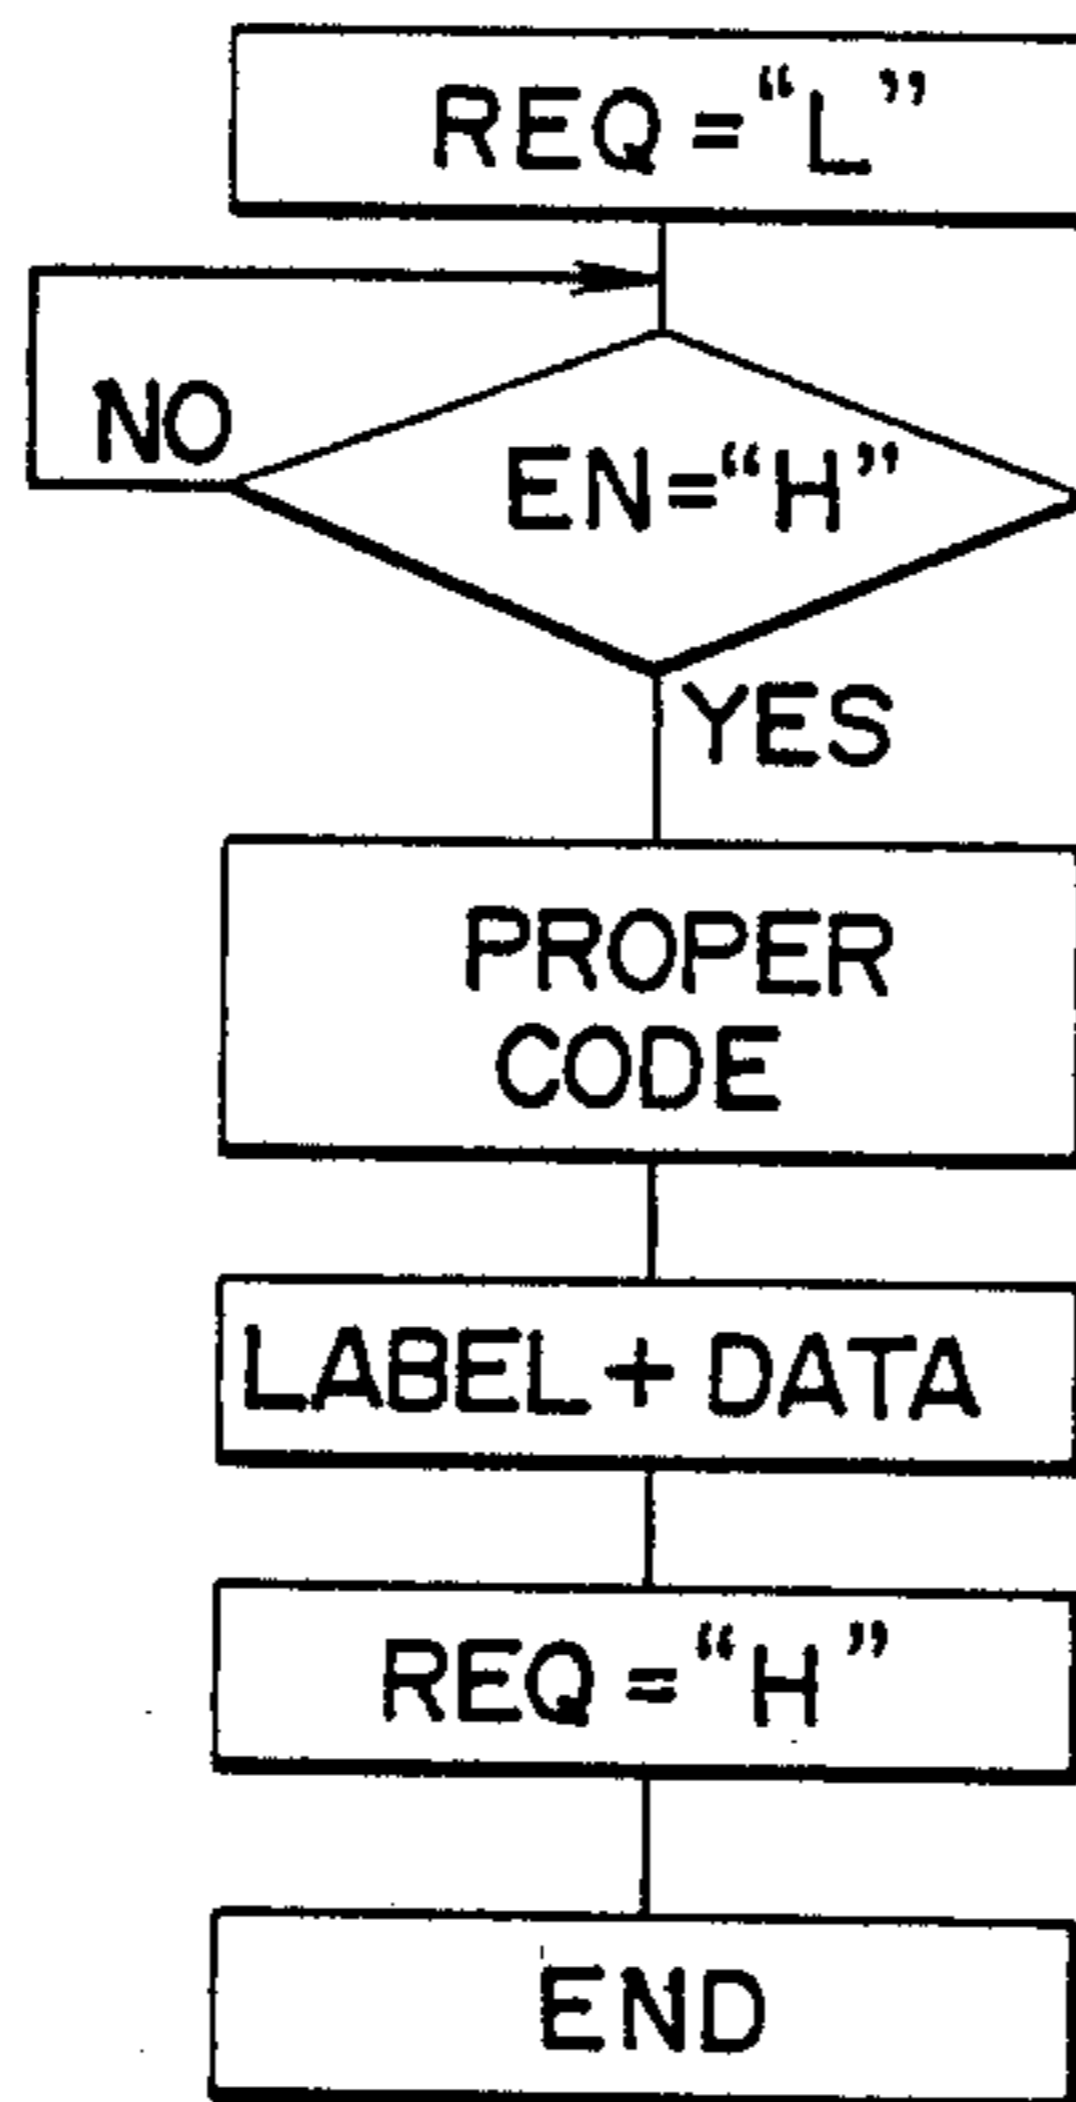 REQ = “L”
NO
EN = “H”
YES
PROPER
CODE
LABEL + DATA
REQ = “H”
END